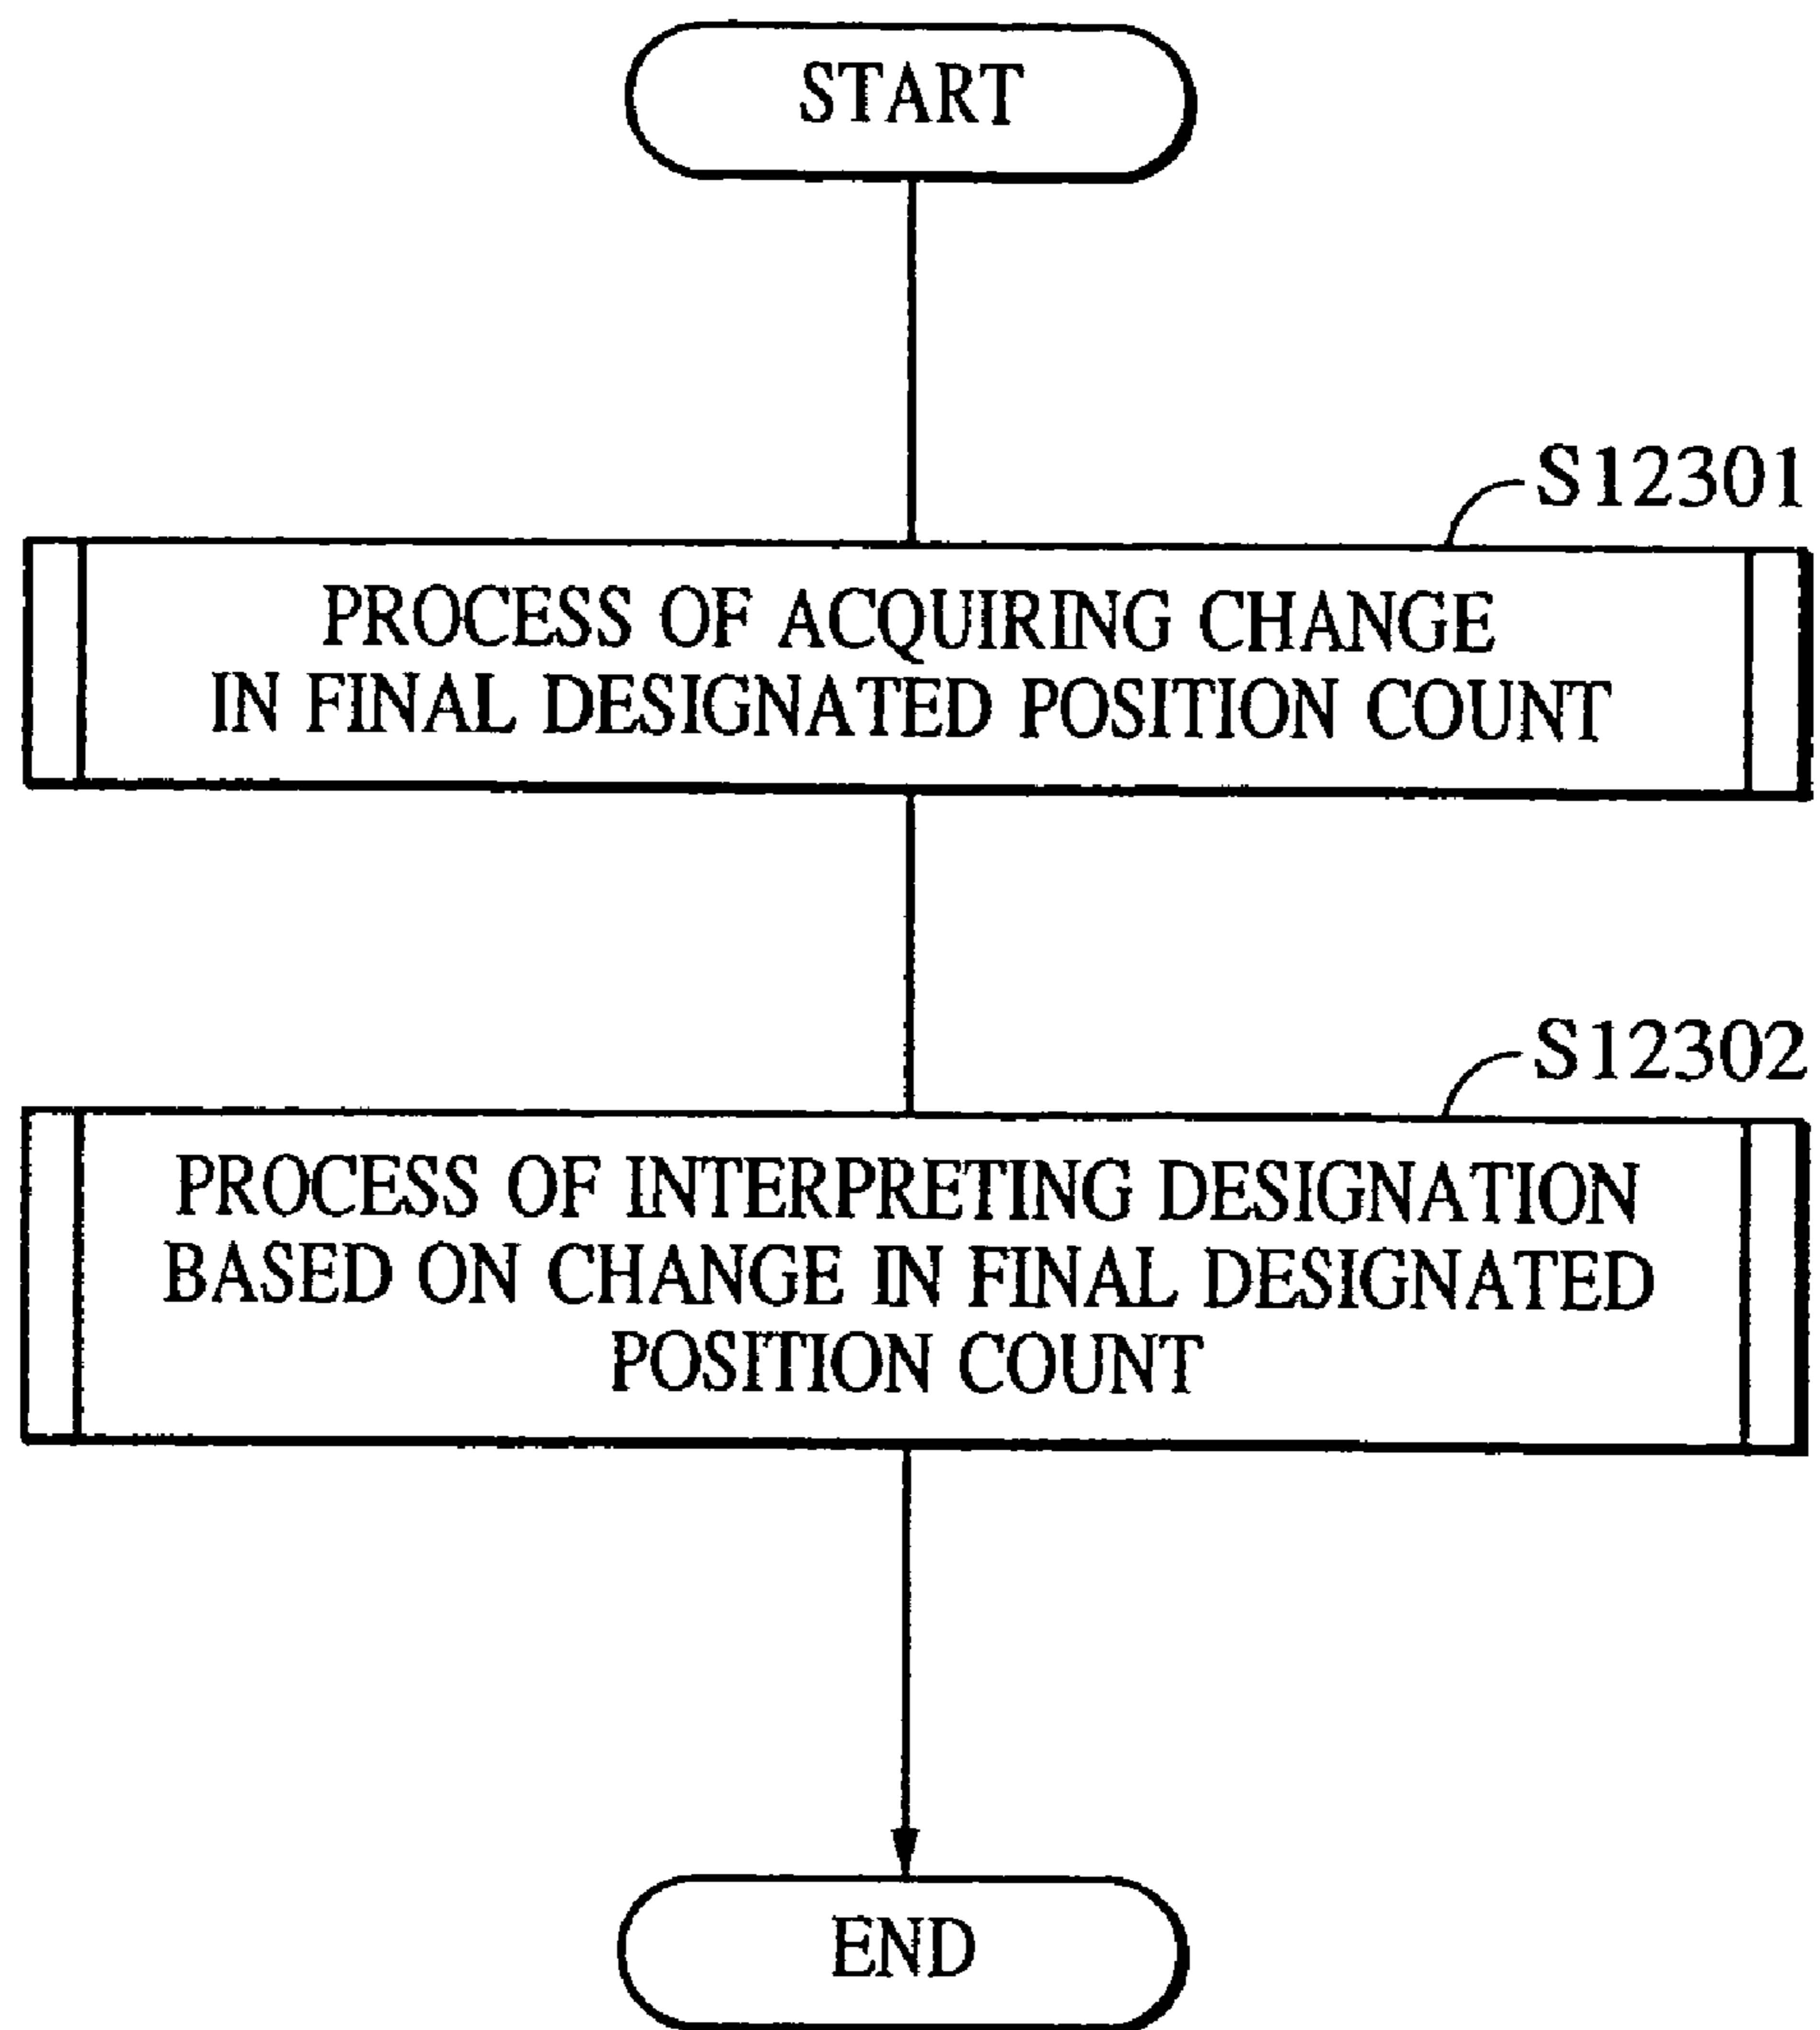 START
S12301
PROCESS OF ACQUIRING CHANGE
IN FINAL DESIGNATED POSITION COUNT
S12302
PROCESS OF INTERPRETING DESIGNATION
BASED ON CHANGE IN FINAL DESIGNATED
POSITION COUNT
END